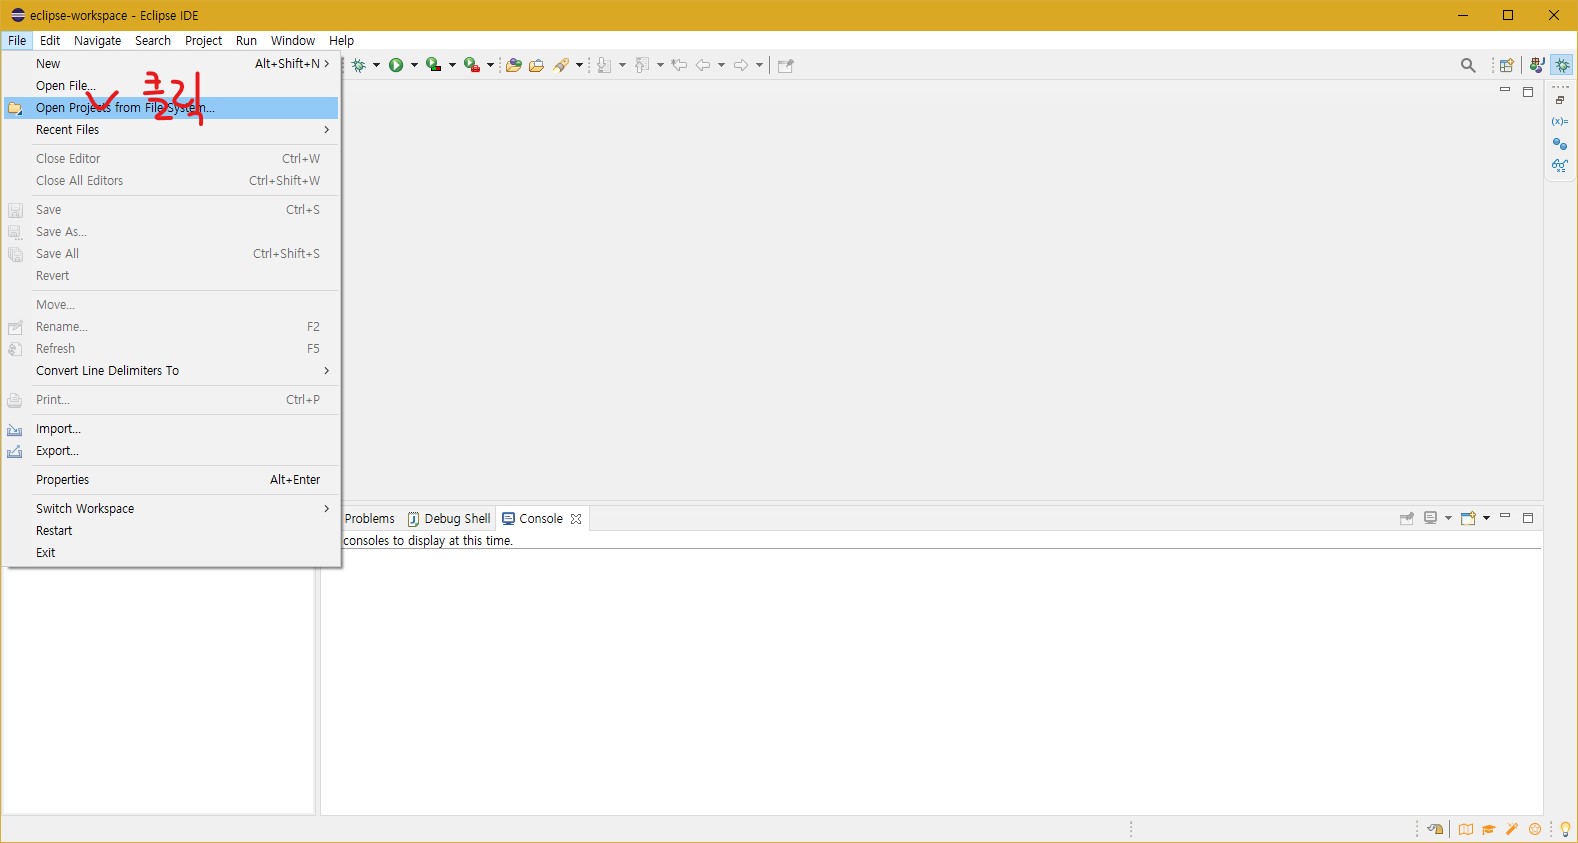 eclipse-workspace - Eclipse IDE
File Edit Navigate Search Project Run Window Help
New Alt+Shift+N
Open File...
클릭
Open Projects from File System...
Recent Files
Close Editor Ctrl+W
Close All Editors Ctrl+Shift+W
Save Ctrl+S
Save As...
Save All Ctrl+Shift+S
Revert
Move...
Rename... F2
Refresh F5
Convert Line Delimiters To
Print... Ctrl+P
Import...
Export...
Properties Alt+Enter
Switch Workspace
Restart
Exit
Problems Debug Shell Console
consoles to display at this time.
(x)=